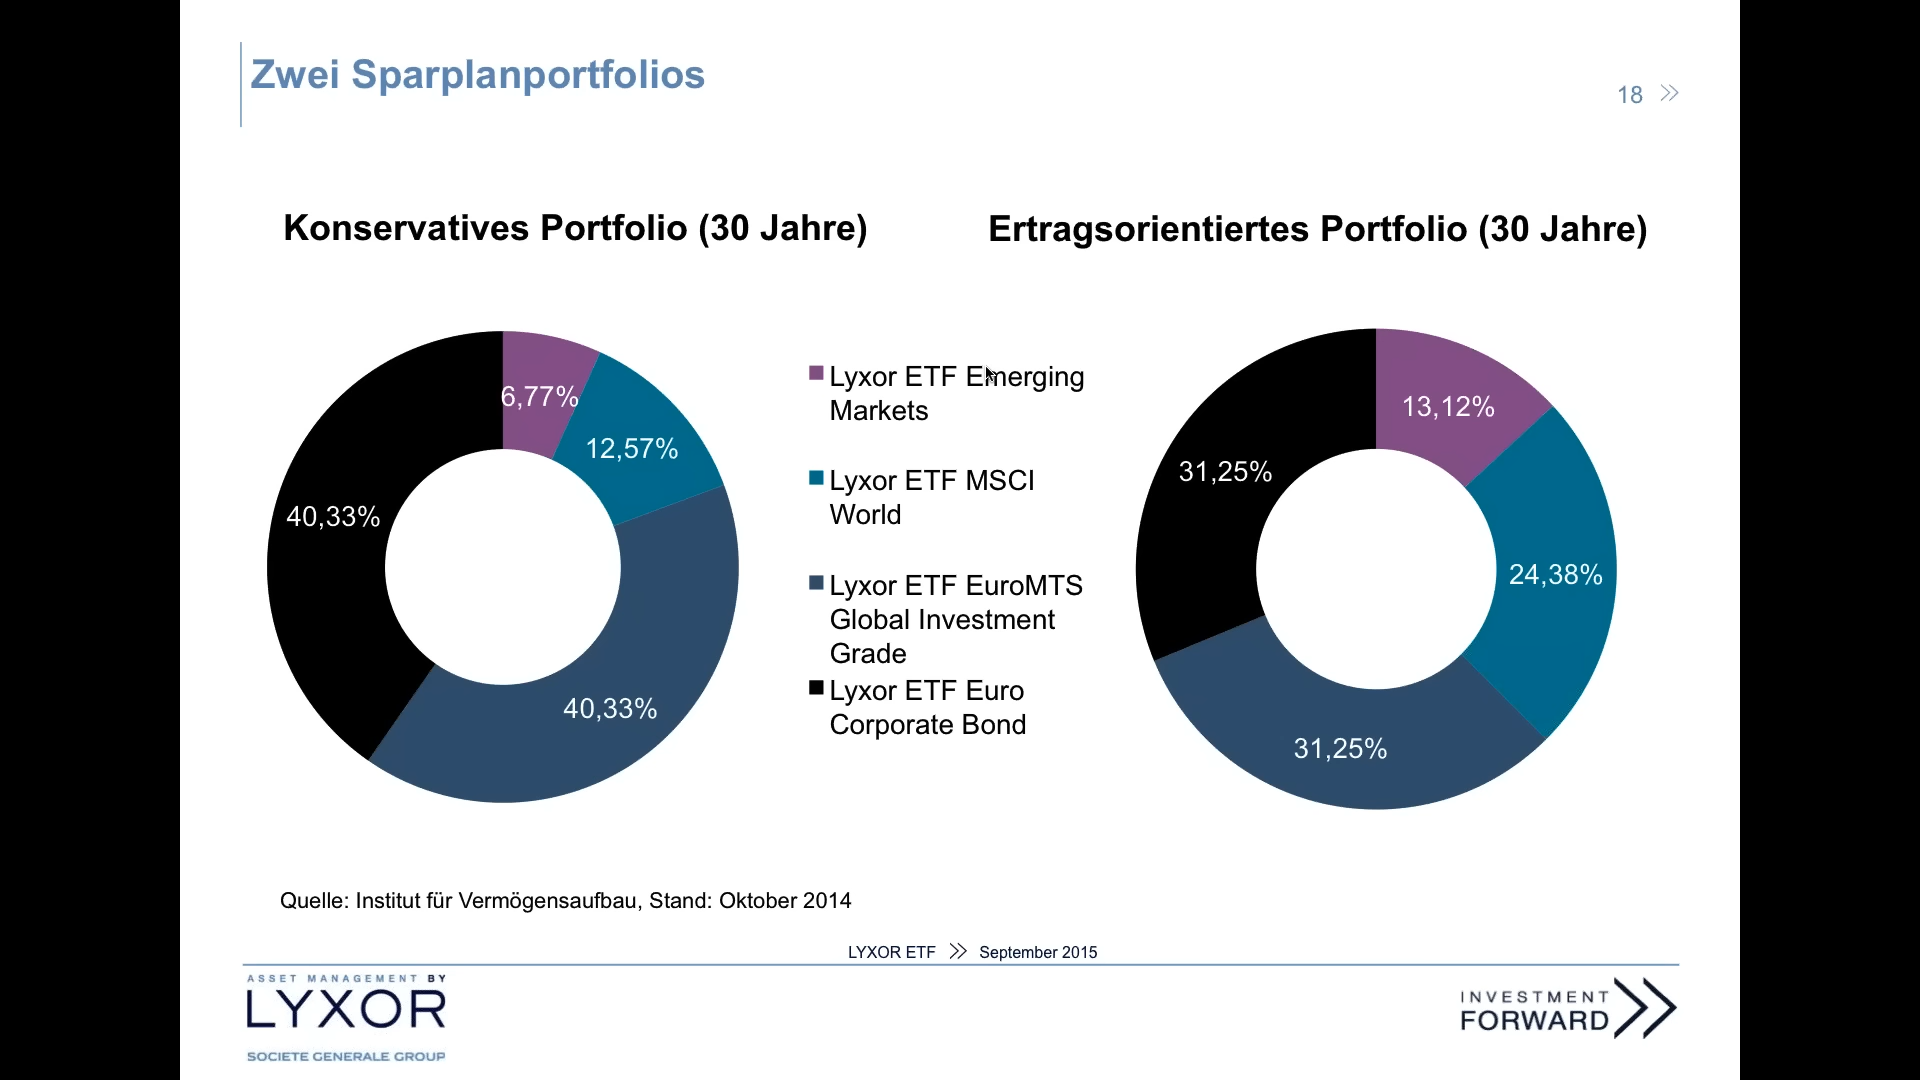 Zwei Sparplanportfolios
18
Konservatives Portfolio (30 Jahre)
Ertragsorientiertes Portfolio (30 Jahre)
6,77%
12,57%
40,33%
40,33%
Lyxor ETF Emerging
Markets
Lyxor ETF MSCI
World
Lyxor ETF EuroMTS
Global Investment
Grade
Lyxor ETF Euro
Corporate Bond
13,12%
31,25%
24,38%
31,25%
Quelle: Institut für Vermögensaufbau, Stand: Oktober 2014
LYXOR ETF September 2015
ASSET MANAGEMENT BY
LYXOR
SOCIETE GENERALE GROUP
INVESTMENT
FORWARD